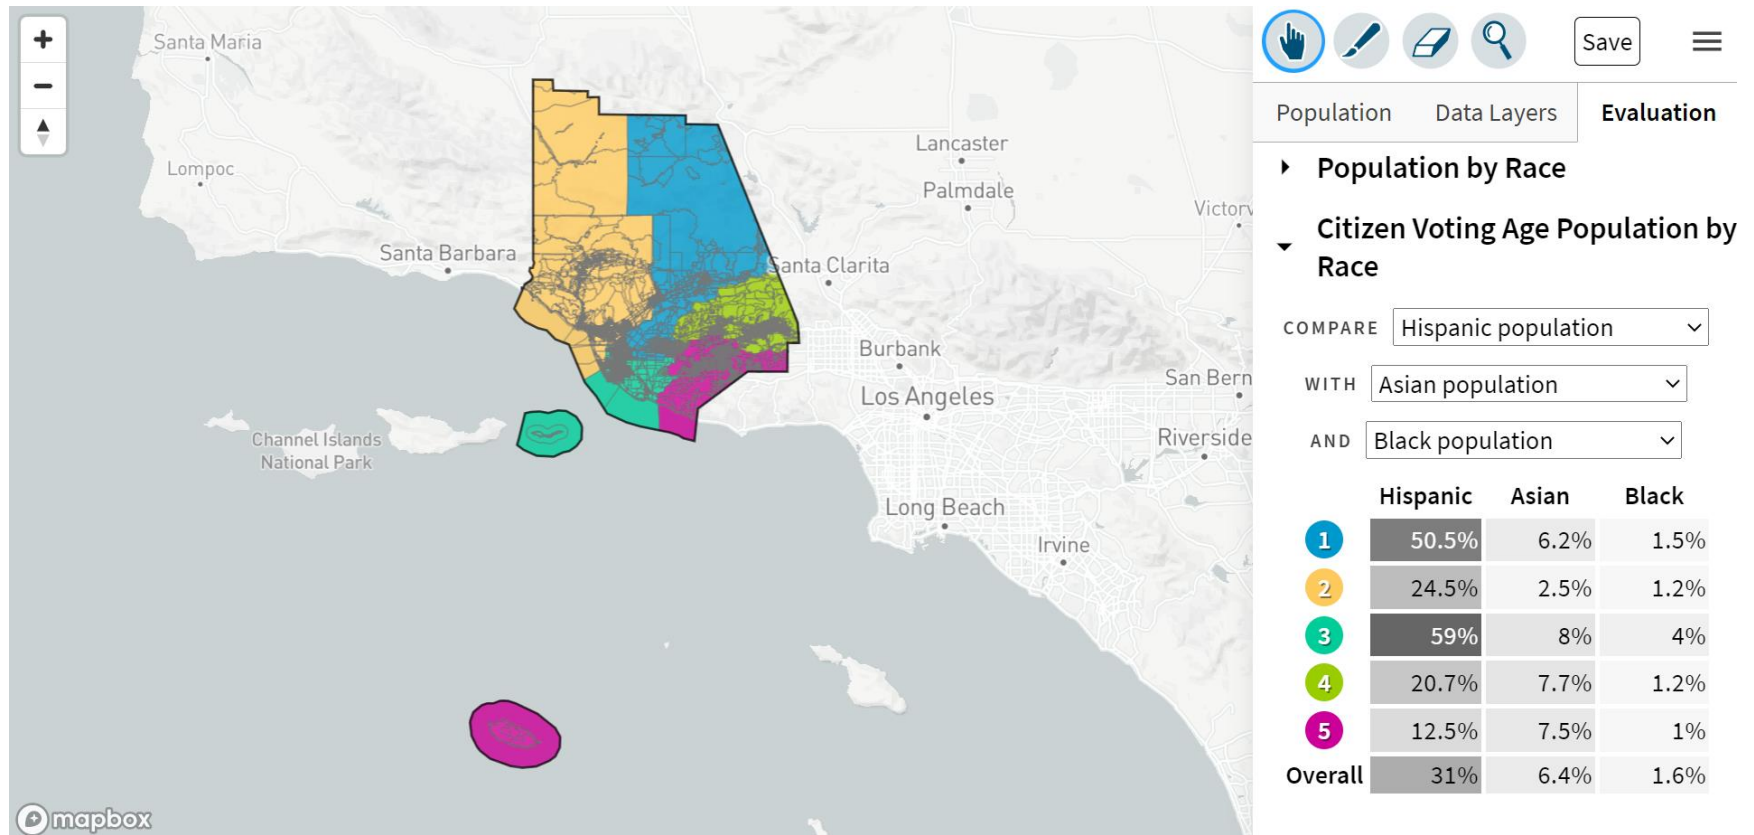 Santa Maria
Lompoc
Santa Barbara
Lancaster
Palmdale
Victorv
Santa Clarita
Burbank
Los Angeles
San Bern
Riverside
Channel Islands
National Park
Long Beach
Irvine
mapbox
Save
Population
Data Layers
Evaluation
Population by Race
Citizen Voting Age Population by
Race
COMPARE Hispanic population
WITH Asian population
AND Black population
Hispanic Asian Black
1 50.5% 6.2% 1.5%
2 24.5% 2.5% 1.2%
3 59% 8% 4%
4 20.7% 7.7% 1.2%
5 12.5% 7.5% 1%
Overall 31% 6.4% 1.6%